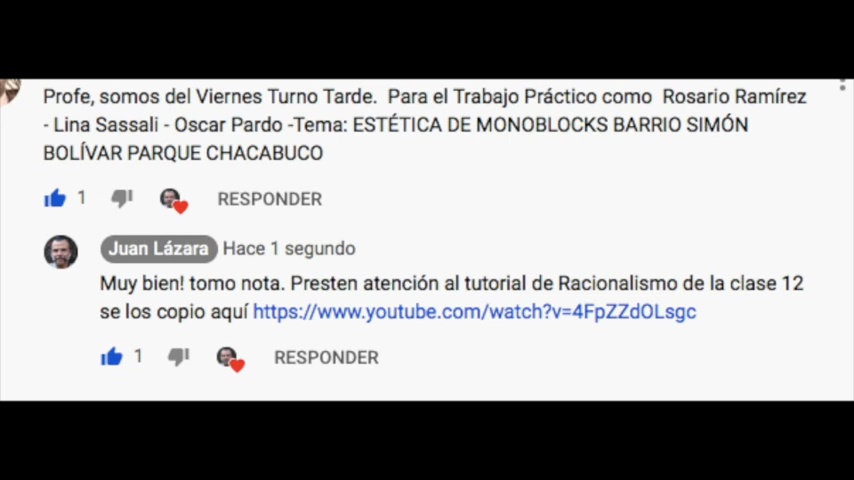 Profe, somos del Viernes Turno Tarde.  Para el Trabajo Práctico como  Rosario Ramírez
- Lina Sassali - Oscar Pardo -Tema: ESTÉTICA DE MONOBLOCKS BARRIO SIMÓN
BOLÍVAR PARQUE CHACABUCO
1 RESPONDER
Juan Lázara Hace 1 segundo
Muy bien! tomo nota. Presten atención al tutorial de Racionalismo de la clase 12
se los copio aquí https://www.youtube.com/watch?v=4FpZZdOLsgc
1 RESPONDER